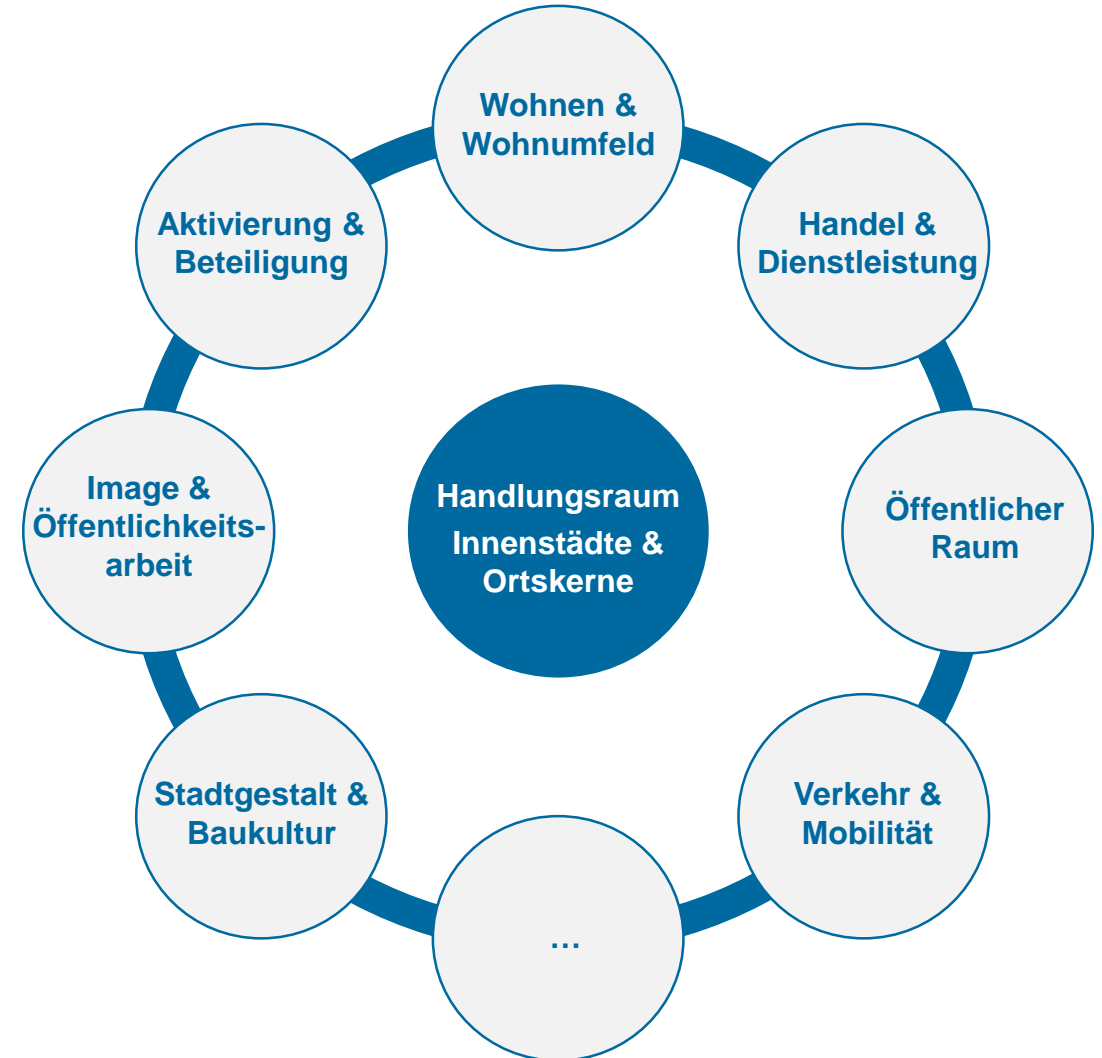 Wohnen &
Wohnumfeld
Handel &
Dienstleistung
Öffentlicher
Raum
Verkehr &
Mobilität
…
Stadtgestalt &
Baukultur
Image &
Öffentlichkeits-
arbeit
Aktivierung &
Beteiligung
Handlungsraum
Innenstädte &
Ortskerne